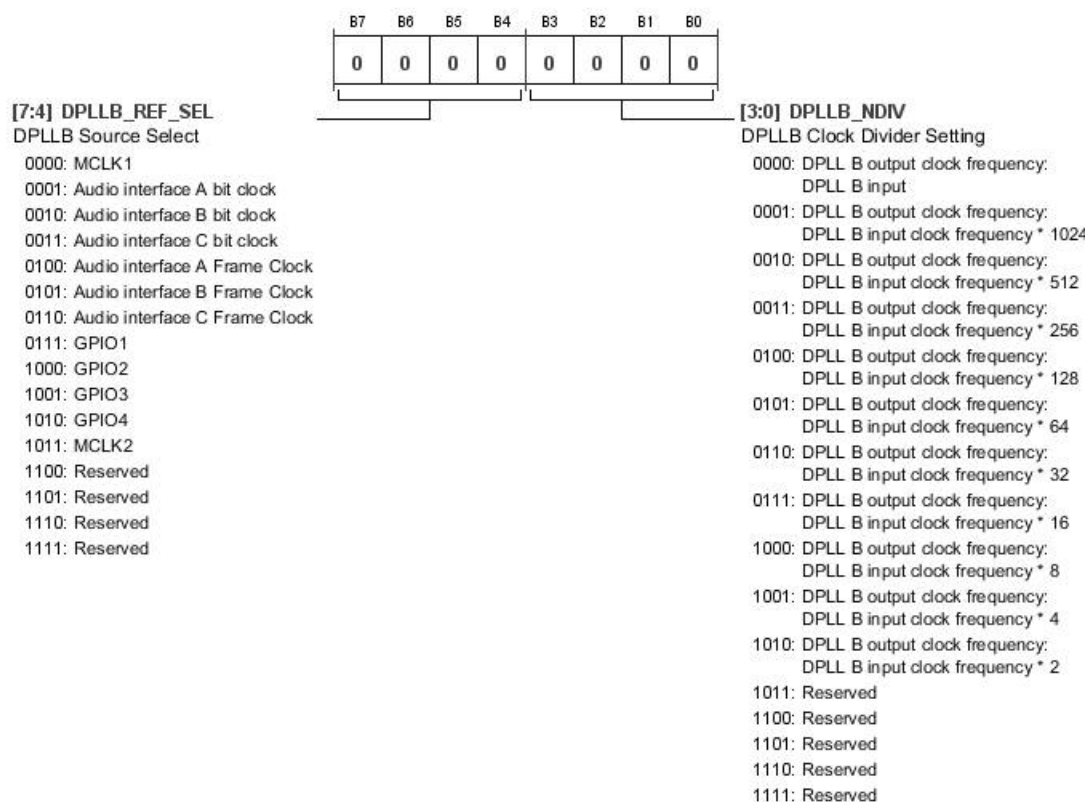 B7 B6 B5 B4 B3 B2 B1 B0
0 0 0 0 0 0 0 0
[7:4] DPLLB_REF_SEL
DPLLB Source Select
0000: MCLK1
0001: Audio interface A bit clock
0010: Audio interface B bit clock
0011: Audio interface C bit clock
0100: Audio interface A Frame Clock
0101: Audio interface B Frame Clock
0110: Audio interface C Frame Clock
0111: GPIO1
1000: GPIO2
1001: GPIO3
1010: GPIO4
1011: MCLK2
1100: Reserved
1101: Reserved
1110: Reserved
1111: Reserved
[3:0] DPLLB_NDIV
DPLLB Clock Divider Setting
0000: DPLL B output clock frequency:
DPLL B input
0001: DPLL B output clock frequency:
DPLL B input clock frequency * 1024
0010: DPLL B output clock frequency:
DPLL B input clock frequency * 512
0011: DPLL B output clock frequency:
DPLL B input clock frequency * 256
0100: DPLL B output clock frequency:
DPLL B input clock frequency * 128
0101: DPLL B output clock frequency:
DPLL B input clock frequency * 64
0110: DPLL B output clock frequency:
DPLL B input clock frequency * 32
0111: DPLL B output clock frequency:
DPLL B input clock frequency * 16
1000: DPLL B output clock frequency:
DPLL B input clock frequency * 8
1001: DPLL B output clock frequency:
DPLL B input clock frequency * 4
1010: DPLL B output clock frequency:
DPLL B input clock frequency * 2
1011: Reserved
1100: Reserved
1101: Reserved
1110: Reserved
1111: Reserved